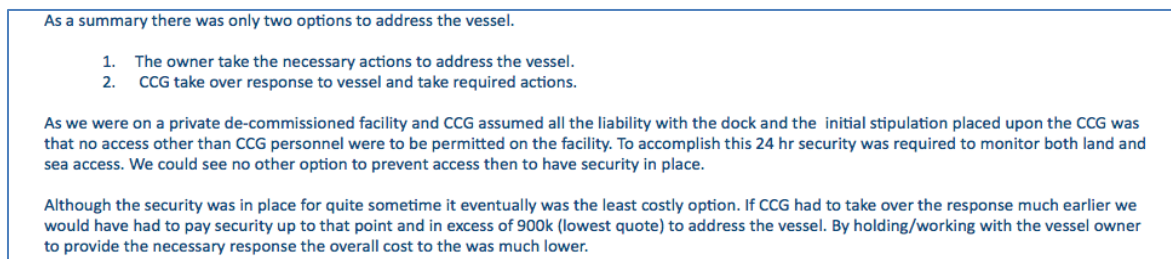 As a summary there was only two options to address the vessel.
1. The owner take the necessary actions to address the vessel.
2. CCG take over response to vessel and take required actions.
As we were on a private de-commissioned facility and CCG assumed all the liability with the dock and the initial stipulation placed upon the CCG was
that no access other than CCG personnel were to be permitted on the facility. To accomplish this 24 hr security was required to monitor both land and
sea access. We could see no other option to prevent access then to have security in place.
Although the security was in place for quite sometime it eventually was the least costly option. If CCG had to take over the response much earlier we
would have had to pay security up to that point and in excess of 900k (lowest quote) to address the vessel. By holding/working with the vessel owner
to provide the necessary response the overall cost to the was much lower.